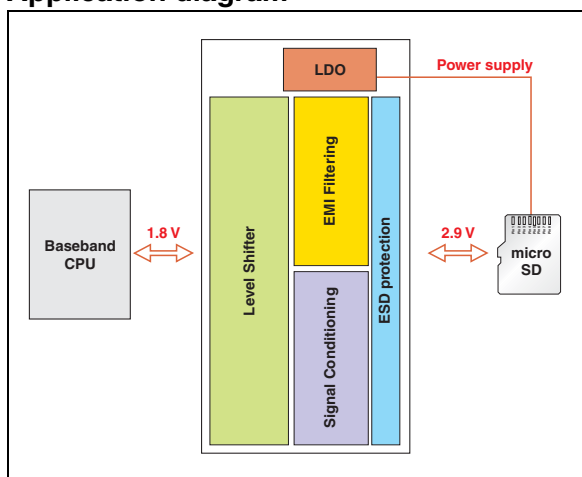 Application diagram
LDO
Power supply
Level Shifter
EMI Filtering
Signal Conditioning
ESD protection
Baseband
CPU
1.8 V
2.9 V
micro
SD